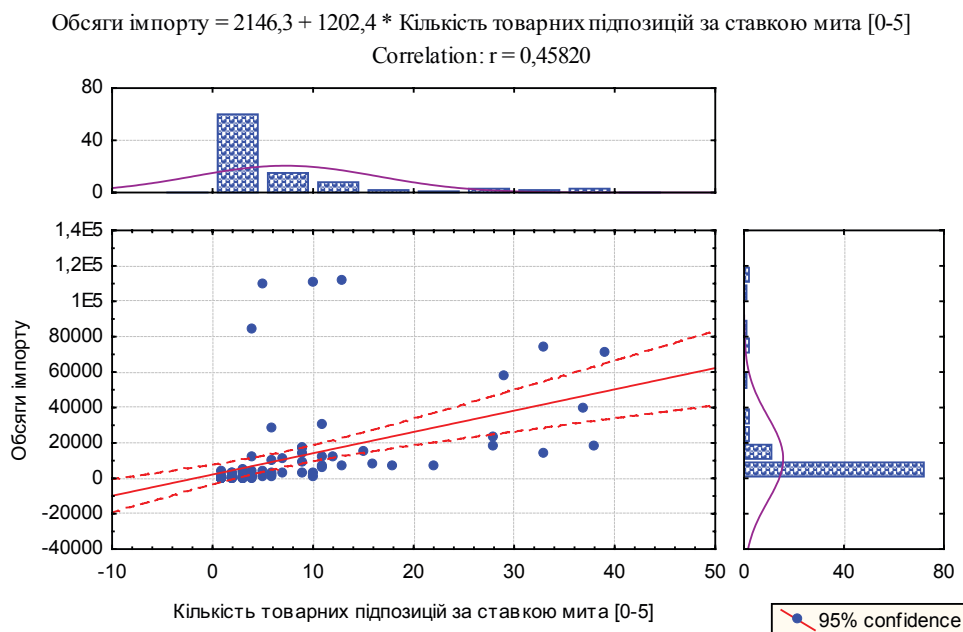 Обсяги імпорту = 2146,3 + 1202,4 * Кількість товарних підпозицій за ставкою мита [0-5]
Correlation: r = 0,45820
80
40
0
1,4E5
1,2E5
1E5
80000
60000
40000
20000
0
-20000
-40000
Обсяги імпорту
-10 0 10 20 30 40 50
0 40 80
Кількість товарних підпозицій за ставкою мита [0-5]
95% confidence